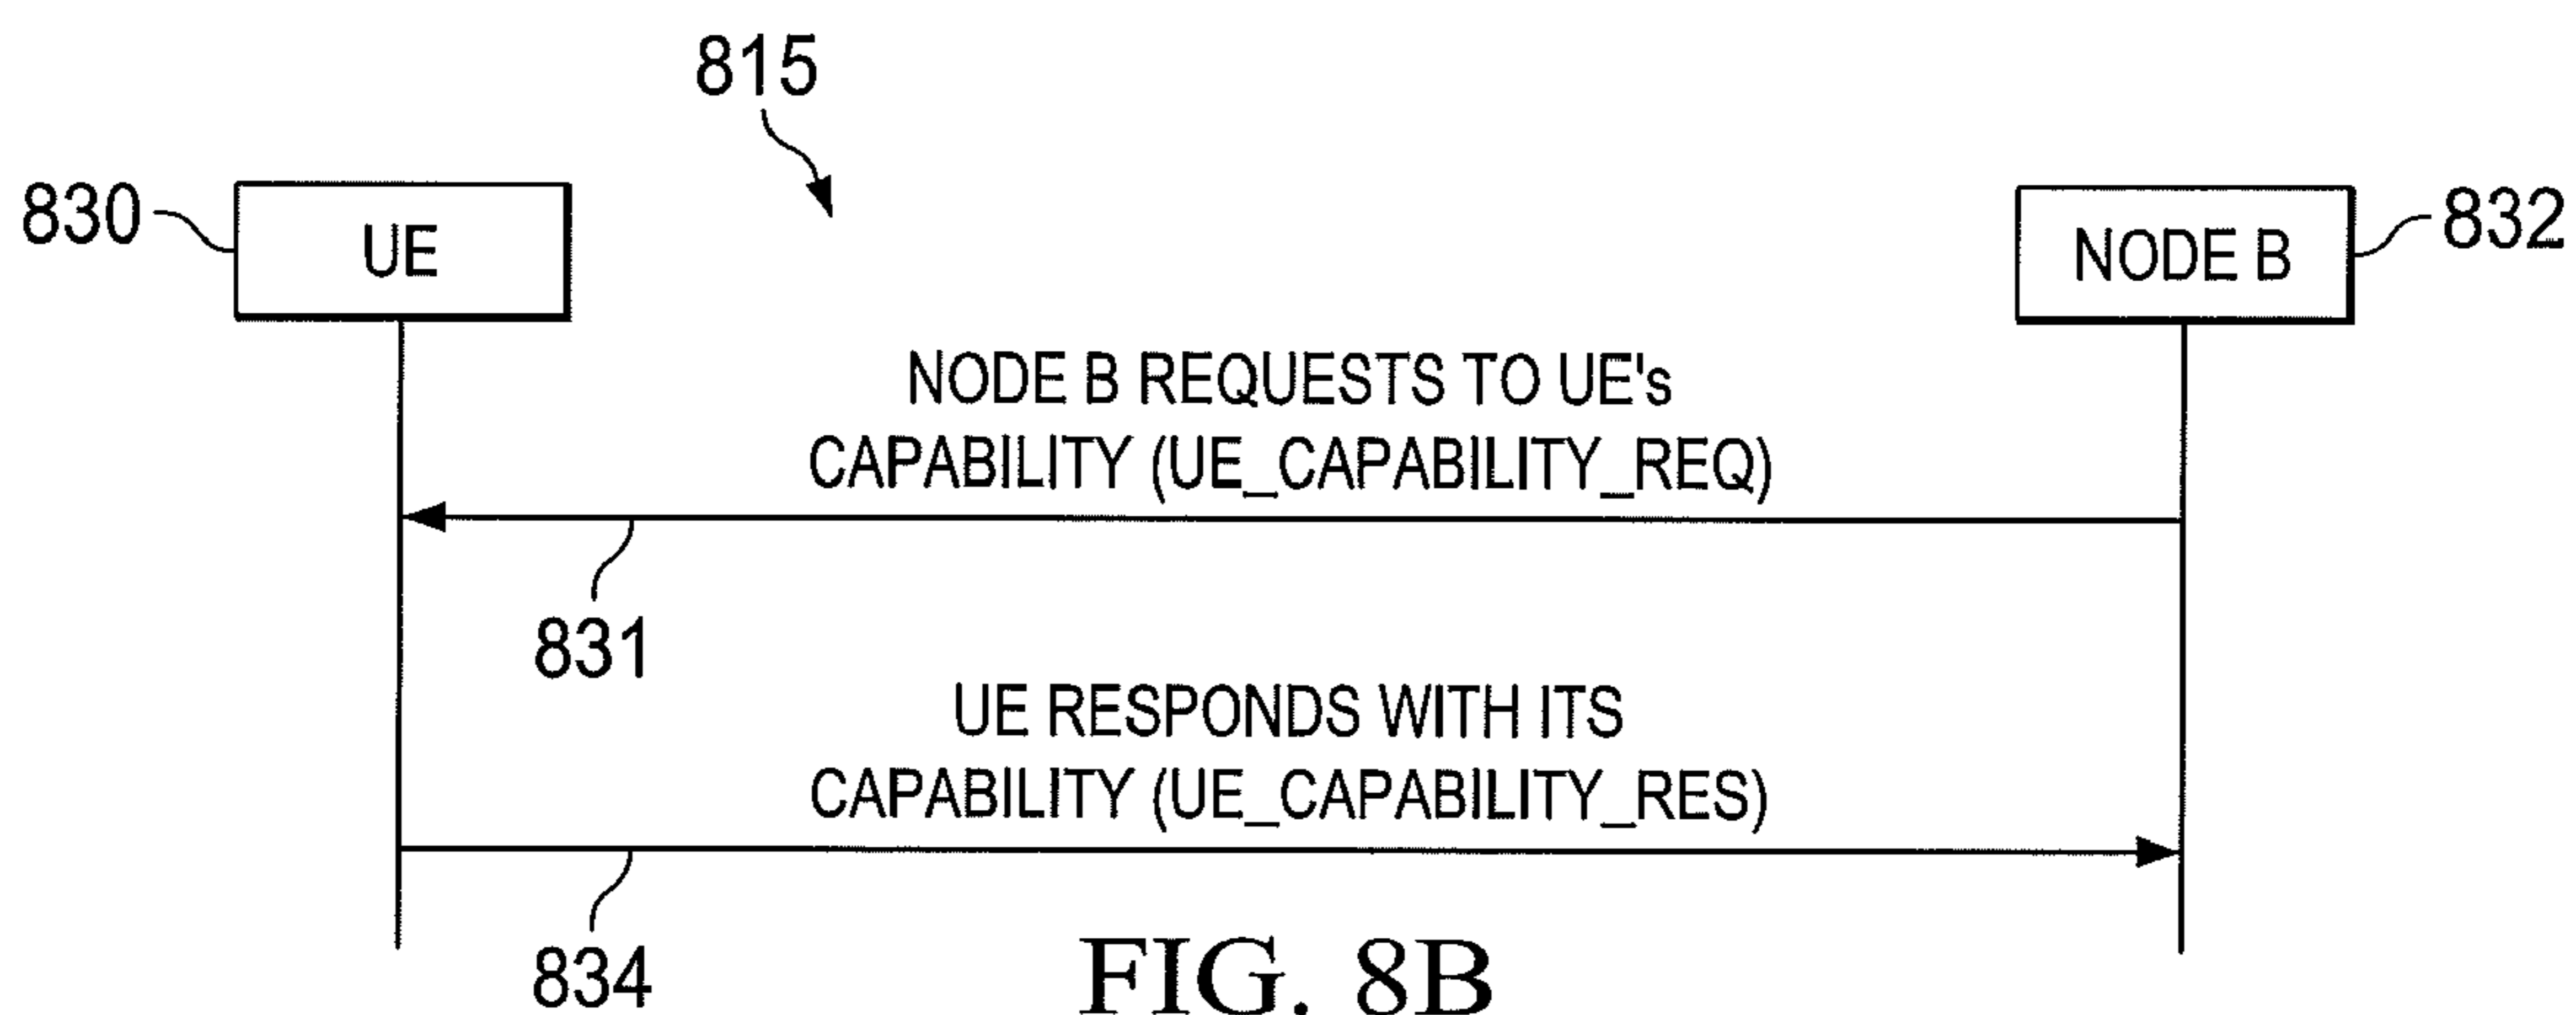 815
830
UE
NODE B
832
NODE B REQUESTS TO UE's
CAPABILITY (UE_CAPABILITY_REQ)
831
UE RESPONDS WITH ITS
CAPABILITY (UE_CAPABILITY_RES)
834
FIG. 8B